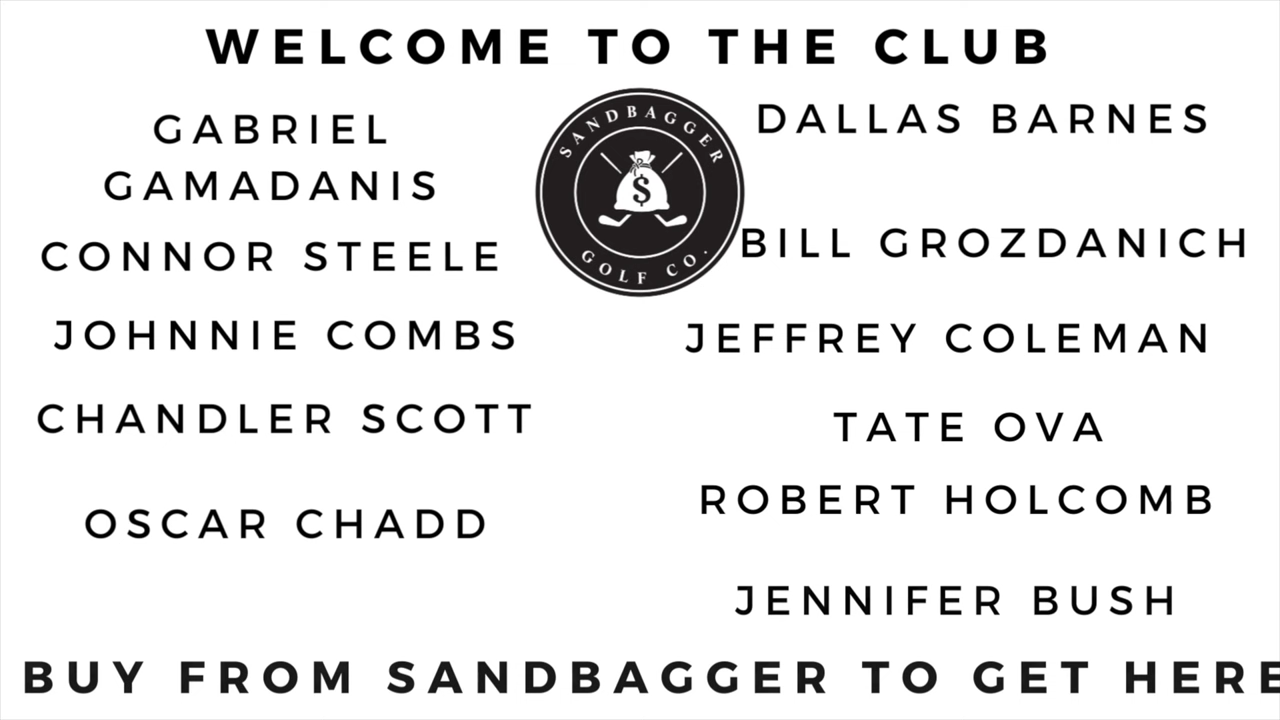 WELCOME TO THE CLUB
GABRIEL
GAMADANIS
CONNOR STEELE
JOHNNIE COMBS
CHANDLER SCOTT
OSCAR CHADD
SANDBAGGER
$
GOLF CO.
DALLAS BARNES
BILL GROZDANICH
JEFFREY COLEMAN
TATE OVA
ROBERT HOLCOMB
JENNIFER BUSH
BUY FROM SANDBAGGER TO GET HERE